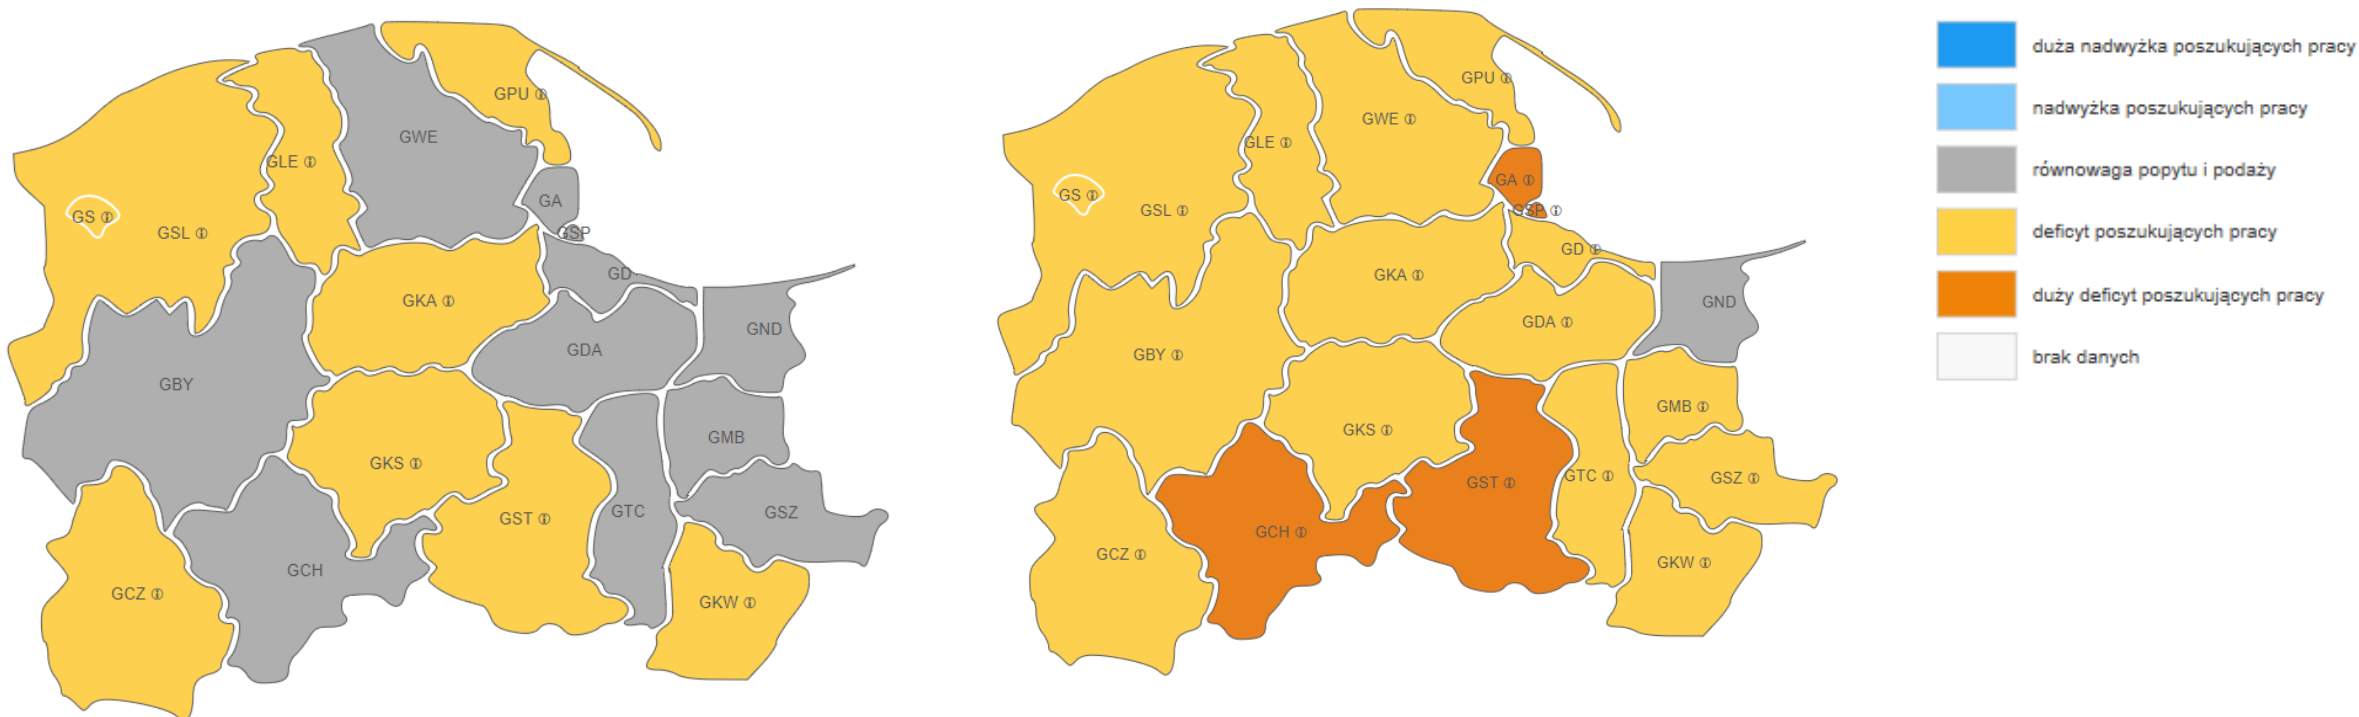 GPU
GWE
GLE
GA
GS
GSL
GSP
GD
GKA
GND
GDA
GBY
GMB
GKS
GTC
GSZ
GST
GCH
GCZ
GKW
GPU
GWE
GLE
GA
GS
GSL
GSP
GD
GKA
GND
GDA
GBY
GMB
GKS
GTC
GSZ
GST
GCH
GCZ
GKW
duża nadwyżka poszukujących pracy
nadwyżka poszukujących pracy
równowaga popytu i podaży
deficyt poszukujących pracy
duży deficyt poszukujących pracy
brak danych